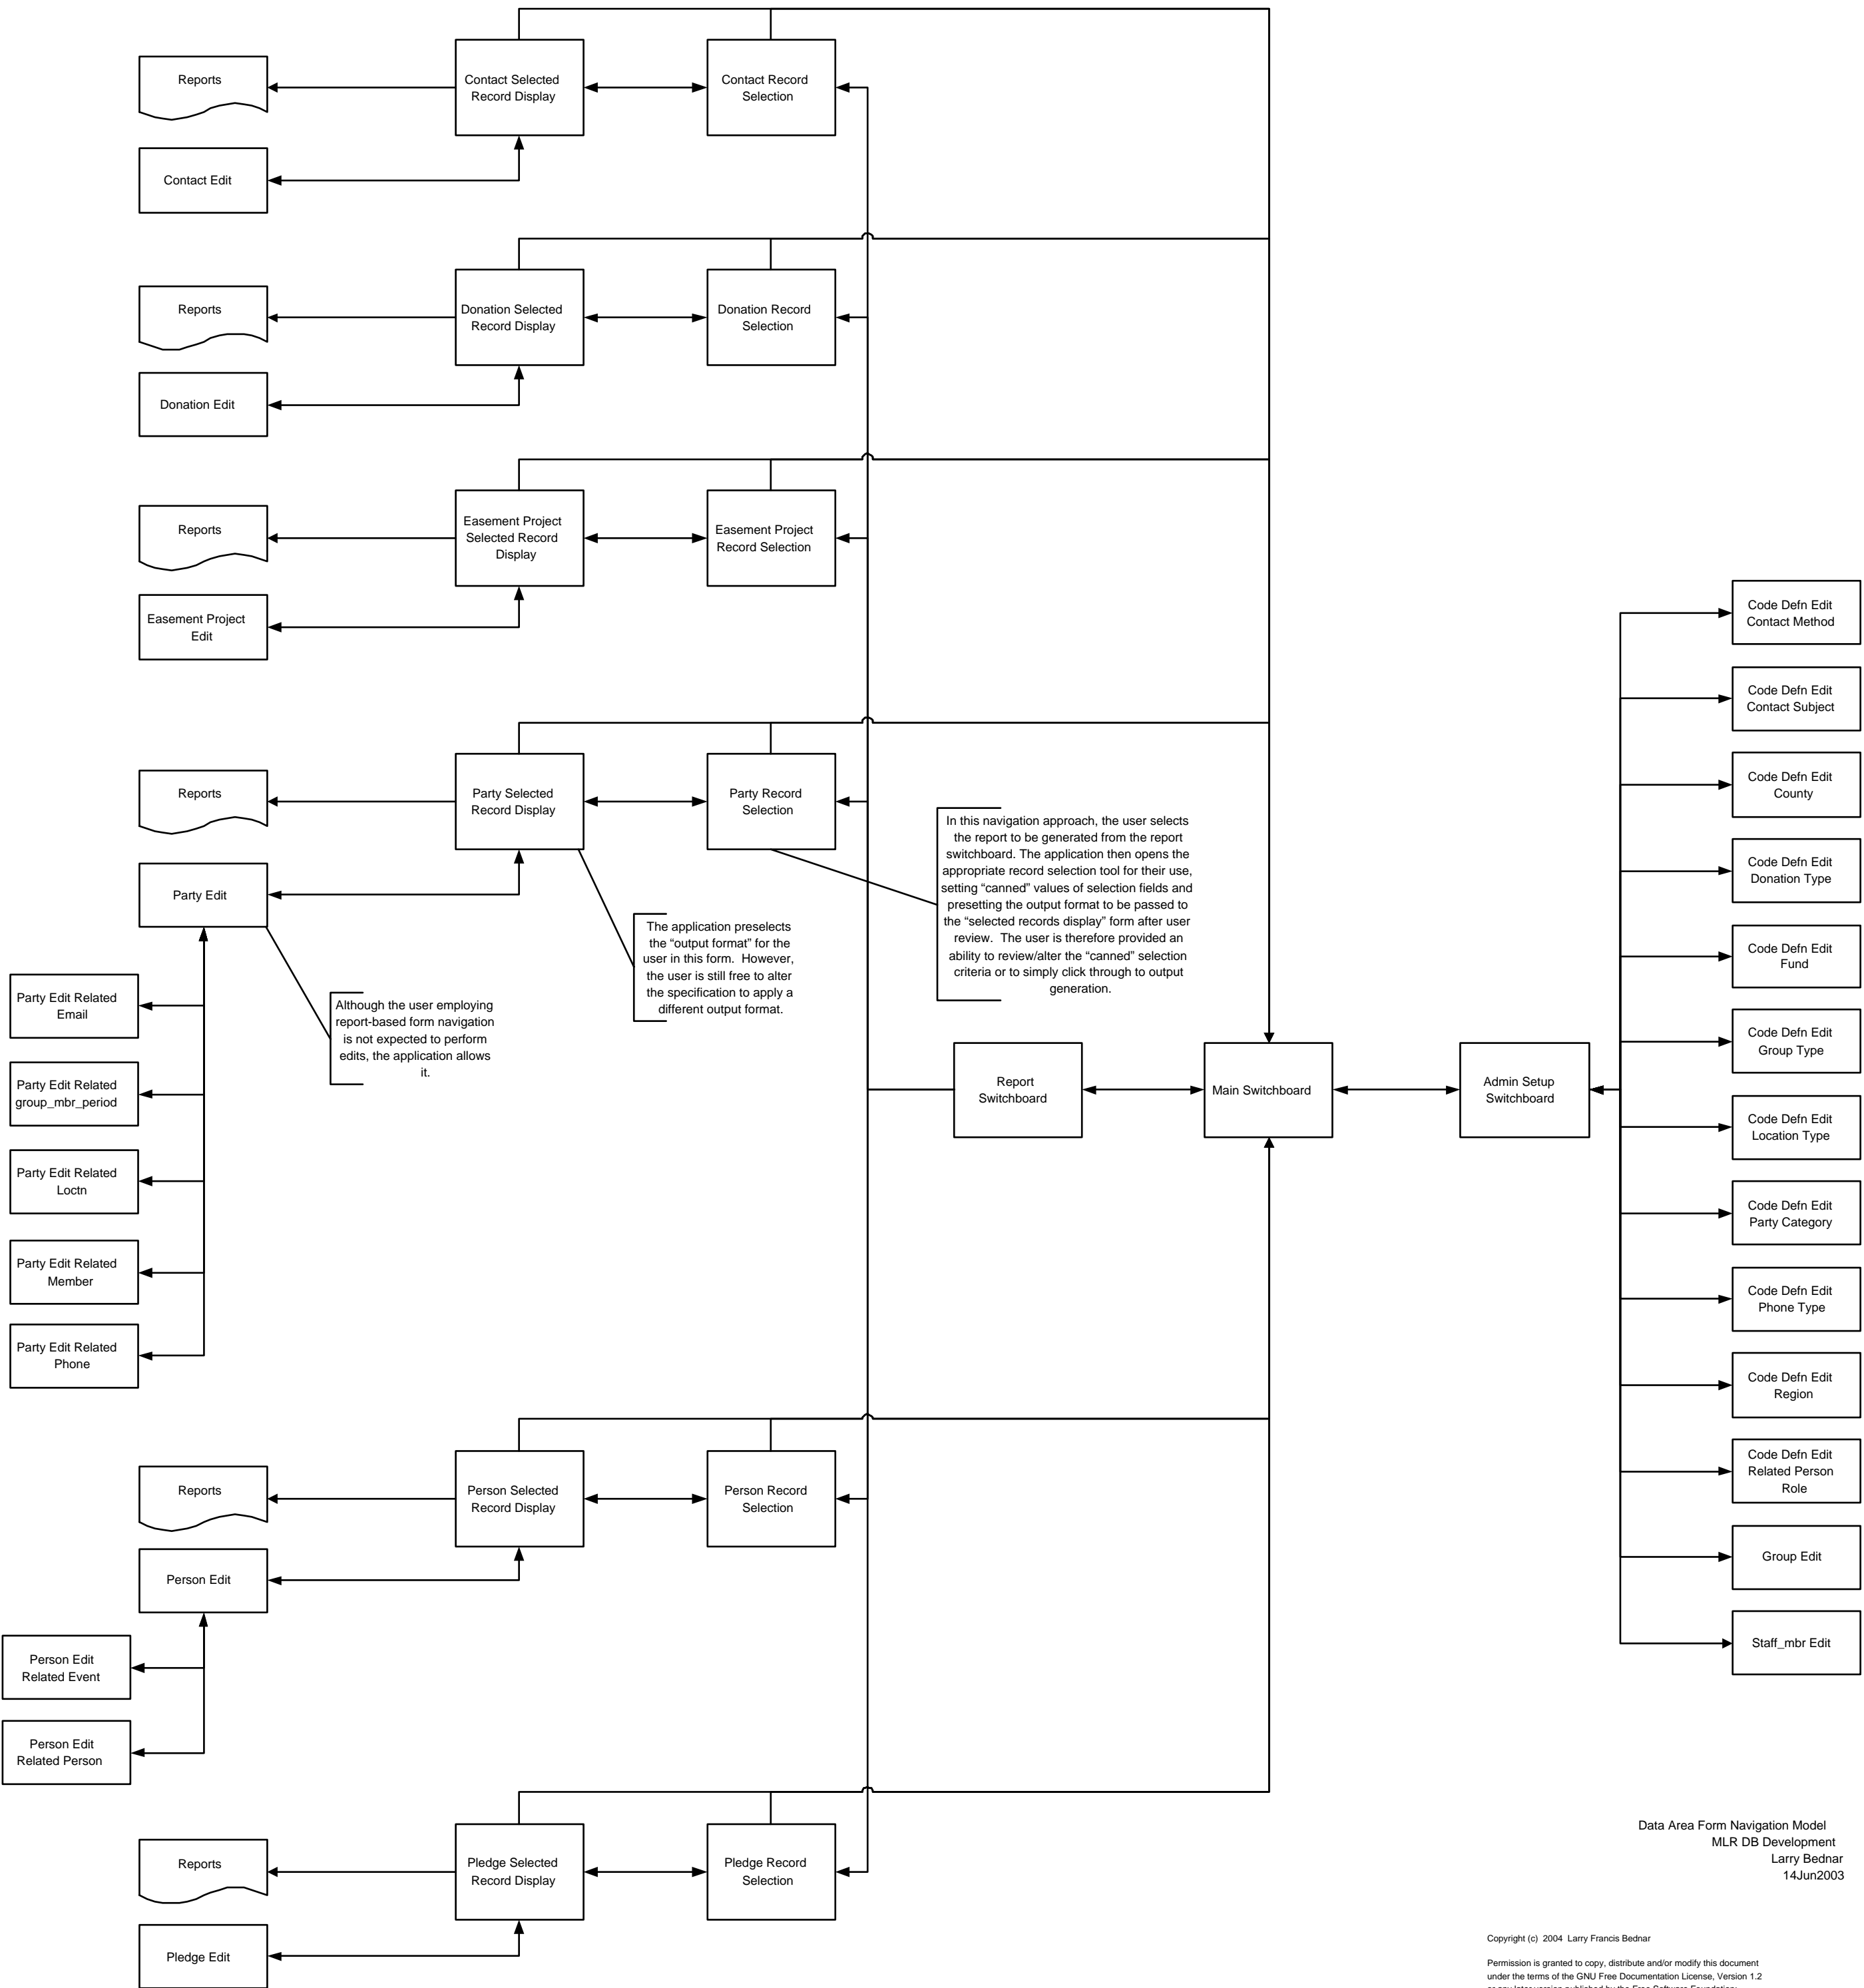 Reports
Contact Selected
Record Display
Contact Record
Selection
Contact Edit
Reports
Donation Selected
Record Display
Donation Record
Selection
Donation Edit
Reports
Easement Project
Selected Record
Display
Easement Project
Record Selection
Easement Project
Edit
Reports
Party Selected
Record Display
Party Record
Selection
Party Edit
In this navigation approach, the user selects
the report to be generated from the report
switchboard. The application then opens the
appropriate record selection tool for their use,
setting “canned” values of selection fields and
presetting the output format to be passed to
the “selected records display” form after user
review.  The user is therefore provided an
ability to review/alter the “canned” selection
criteria or to simply click through to output
generation.
The application preselects
the “output format” for the
user in this form.  However,
the user is still free to alter
the specification to apply a
different output format.
Although the user employing
report-based form navigation
is not expected to perform
edits, the application allows
it.
Party Edit Related
Email
Party Edit Related
group_mbr_period
Party Edit Related
Loctn
Party Edit Related
Member
Party Edit Related
Phone
Report
Switchboard
Main Switchboard
Admin Setup
Switchboard
Code Defn Edit
Contact Method
Code Defn Edit
Contact Subject
Code Defn Edit
County
Code Defn Edit
Donation Type
Code Defn Edit
Fund
Code Defn Edit
Group Type
Code Defn Edit
Location Type
Code Defn Edit
Party Category
Code Defn Edit
Phone Type
Code Defn Edit
Region
Code Defn Edit
Related Person
Role
Group Edit
Staff_mbr Edit
Reports
Person Selected
Record Display
Person Record
Selection
Person Edit
Person Edit
Related Event
Person Edit
Related Person
Reports
Pledge Selected
Record Display
Pledge Record
Selection
Pledge Edit
Data Area Form Navigation Model
MLR DB Development
Larry Bednar
14Jun2003
Copyright (c)  2004  Larry Francis Bednar
Permission is granted to copy, distribute and/or modify this document
under the terms of the GNU Free Documentation License, Version 1.2
or any later version published by the Free Software Foundation;